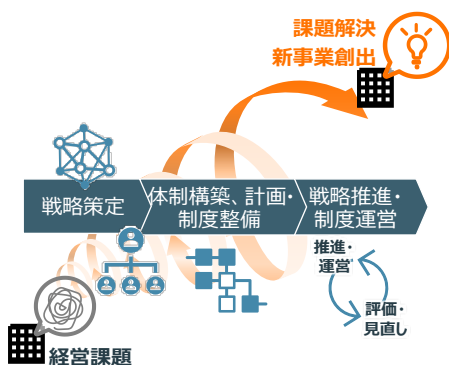 課題解決
新事業創出
戦略策定
体制構築、計画・
制度整備
戦略推進・
制度運営
推進・
運営
評価・
見直し
経営課題